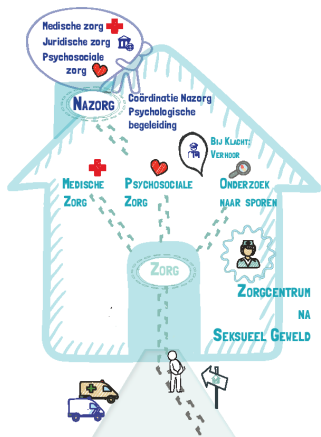 Medische zorg
Juridische zorg
Psychosociale
zorg
Nazorg
Coördinatie Nazorg
Psychologische
begeleiding
Bij Klacht:
Verhoor
Medische
Zorg
Psychosociale
Zorg
Onderzoek
naar sporen
Zorg
Zorgcentrum
na
Seksueel Geweld